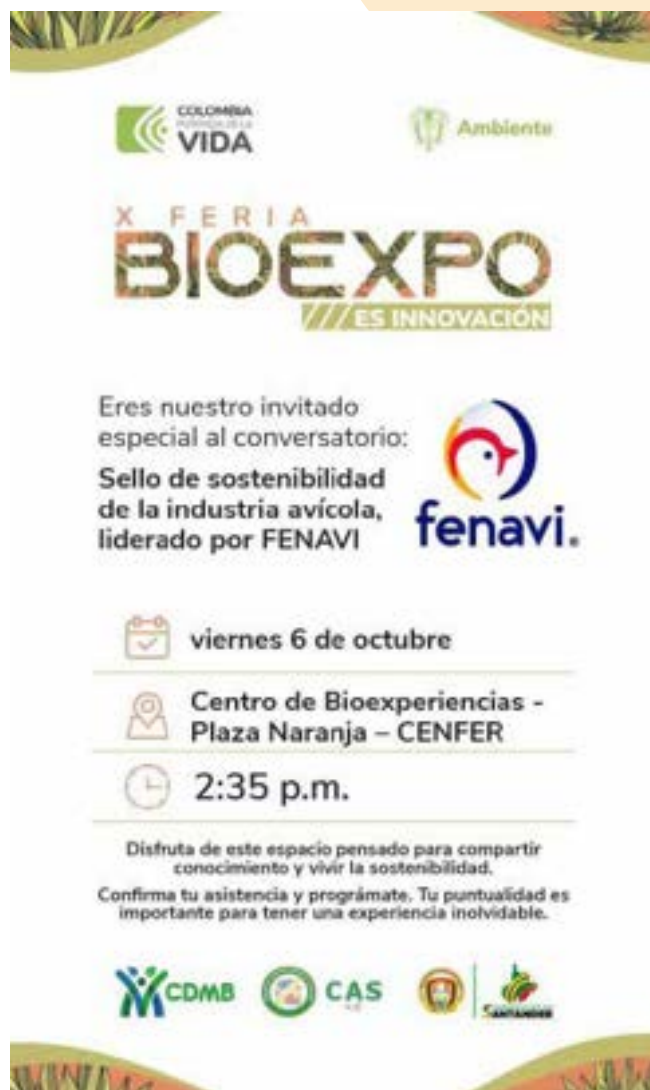 COLOMBIA
POTENCIA DE LA
VIDA
Ambiente
X FERIA
BIOEXPO
ES INNOVACIÓN
Eres nuestro invitado
especial al conversatorio:
Sello de sostenibilidad
de la industria avícola,
liderado por FENAVI
fenavi
viernes 6 de octubre
Centro de Bioexperiencias -
Plaza Naranja – CENFER
2:35 p.m.
Disfruta de este espacio pensado para compartir
conocimiento y vivir la sostenibilidad.
Confirma tu asistencia y prográmate. Tu puntualidad es
importante para tener una experiencia inolvidable.
CDMB
CAS
SANTANDER